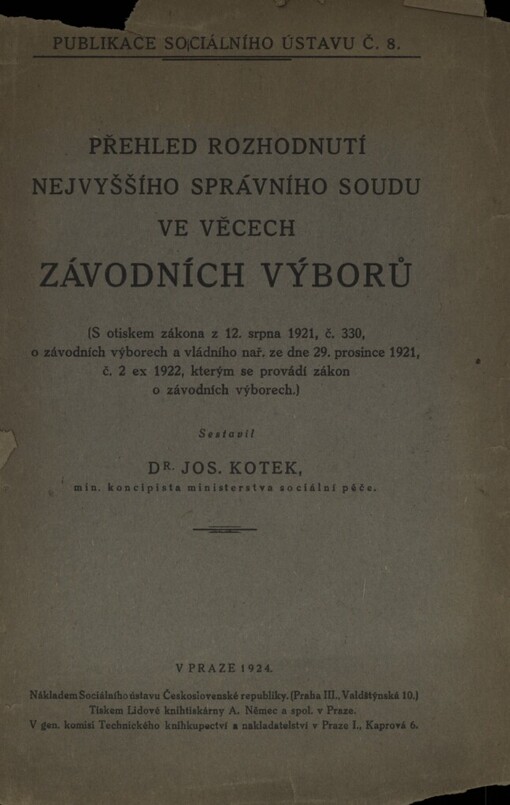 PUBLIKACE SOCIÁLNÍHO ÚSTAVU Č. 8.
PŘEHLED ROZHODNUTÍ
NEJVYŠŠÍHO SPRÁVNÍHO SOUDU
VE VĚCECH
ZÁVODNÍCH VÝBORŮ
(S otiskem zákona z 12. srpna 1921, č. 330,
o závodních výborech a vládního nař. ze dne 29. prosince 1921,
č. 2 ex 1922, kterým se provádí zákon
o závodních výborech.)
Sestavil
DR. JOS. KOTEK,
min. koncipista ministerstva sociální péče.
V PRAZE 1924.
Nákladem Sociálního ústavu Československé republiky. (Praha III., Valdštýnská 10.)
Tiskem Lidové knihtiskárny A. Němec a spol. v Praze.
V gen. komisi Technického knihkupectví a nakladatelství v Praze I., Kaprová 6.